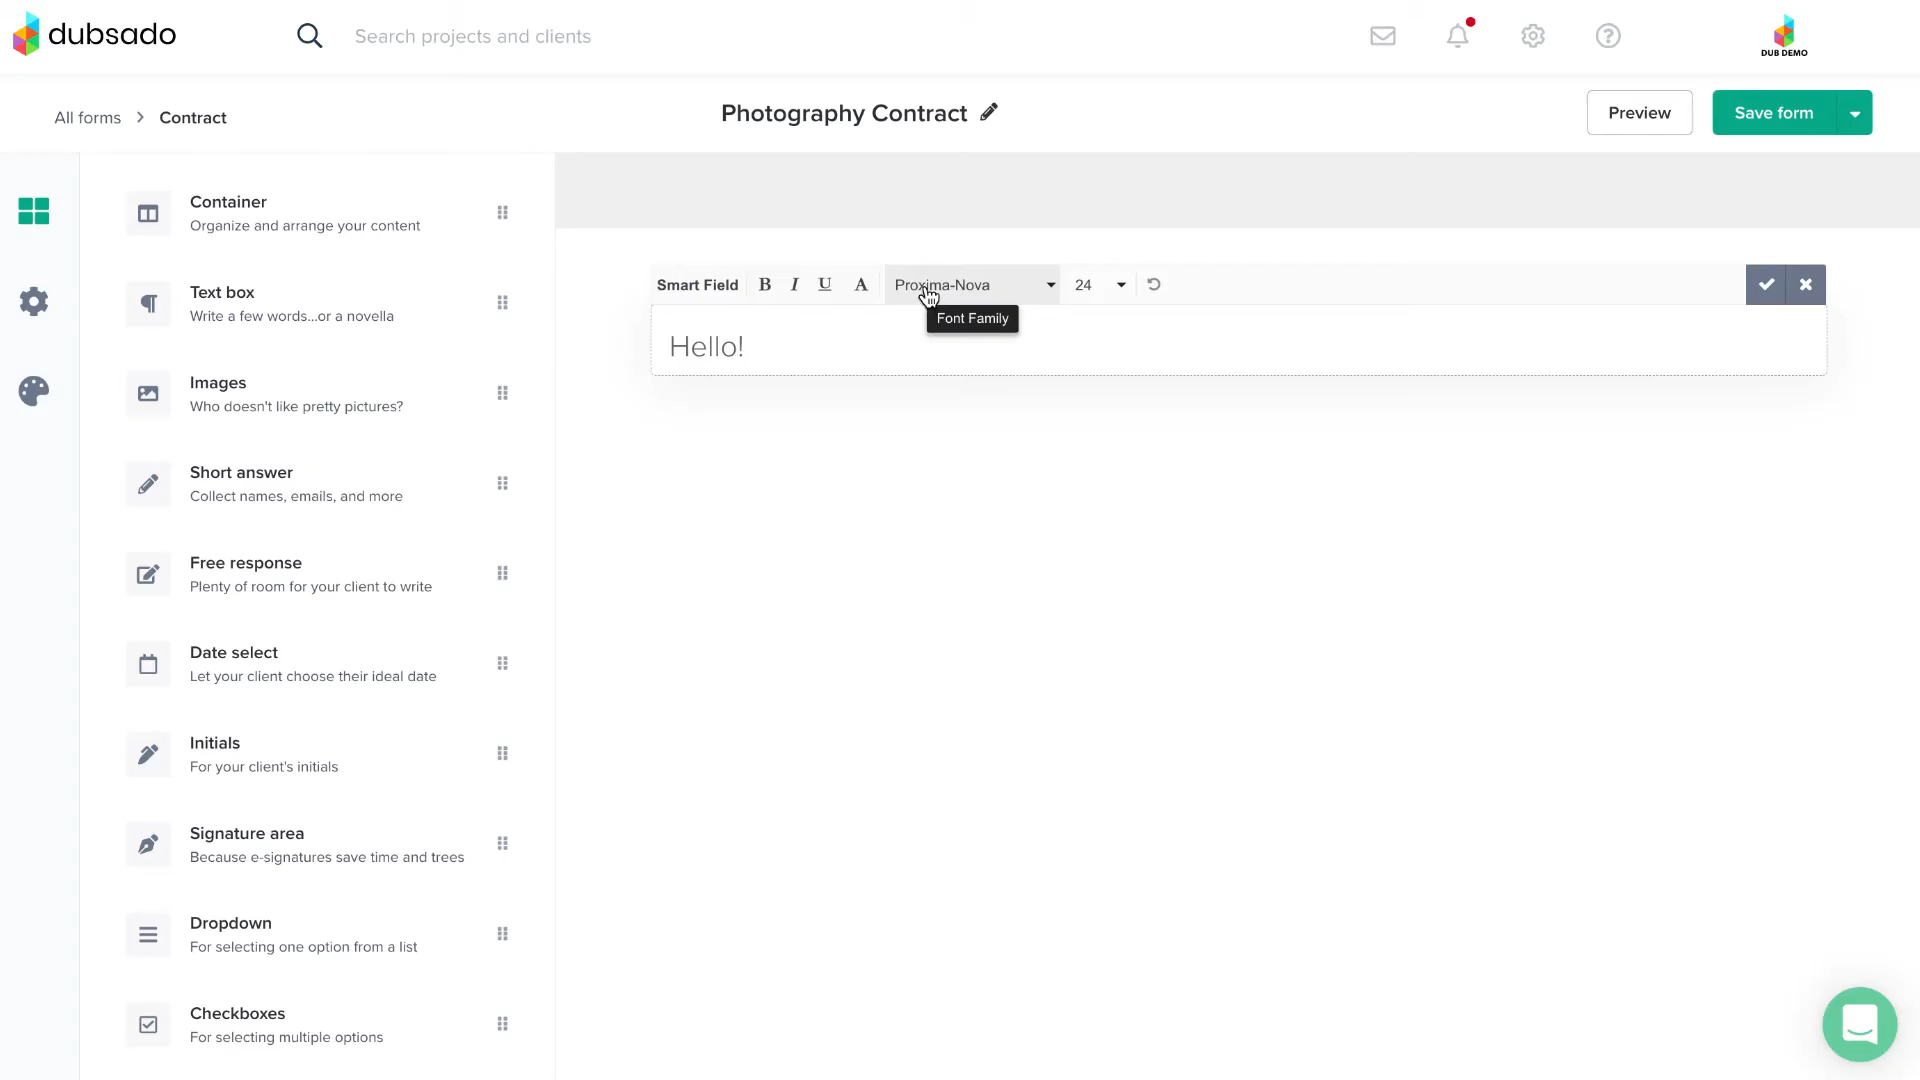 dubsado
Search projects and clients
DUB DEMO
All forms > Contract
Photography Contract
Preview
Save form
Container
Organize and arrange your content
Text box
Write a few words...or a novella
Images
Who doesn't like pretty pictures?
Short answer
Collect names, emails, and more
Free response
Plenty of room for your client to write
Date select
Let your client choose their ideal date
Initials
For your client's initials
Signature area
Because e-signatures save time and trees
Dropdown
For selecting one option from a list
Checkboxes
For selecting multiple options
Smart Field B I U A Proxima-Nova 24
Font Family
Hello!